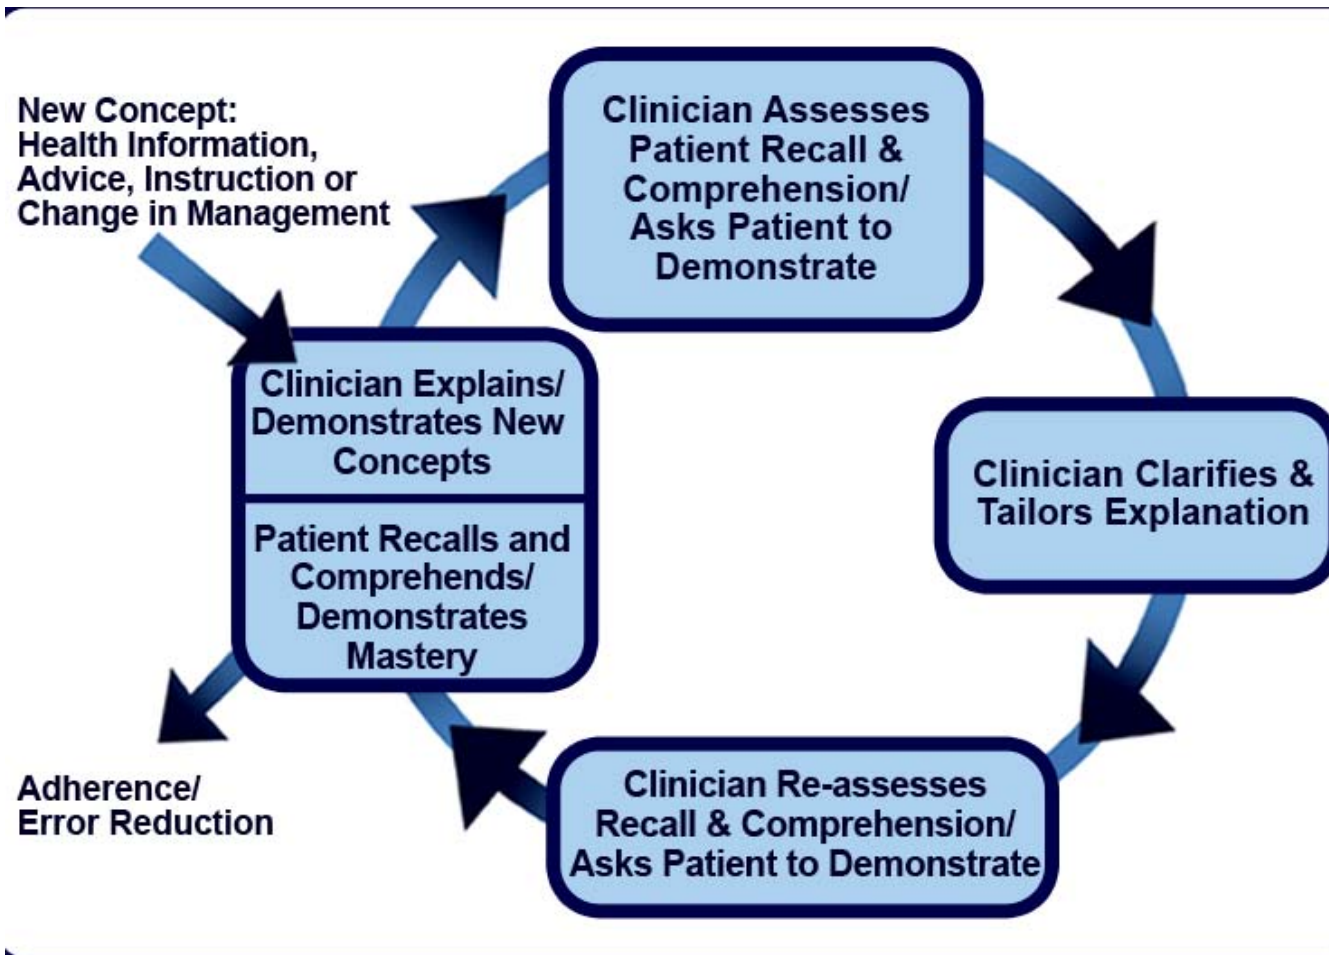 New Concept:
Health Information,
Advice, Instruction or
Change in Management
Clinician Assesses
Patient Recall &
Comprehension/
Asks Patient to
Demonstrate
Clinician Clarifies &
Tailors Explanation
Clinician Re-assesses
Recall & Comprehension/
Asks Patient to Demonstrate
Clinician Explains/
Demonstrates New
Concepts
Patient Recalls and
Comprehends/
Demonstrates
Mastery
Adherence/
Error Reduction